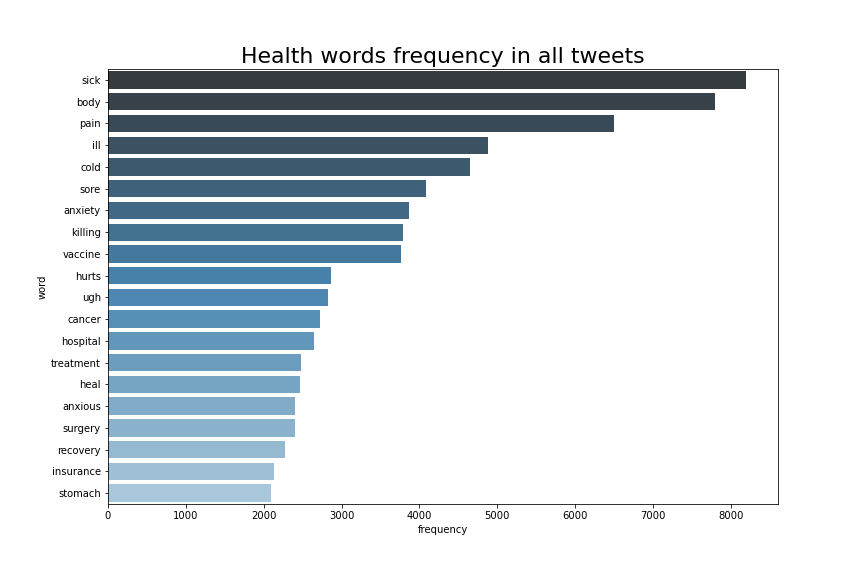 Health words frequency in all tweets
sick
body
pain
ill
cold
sore
anxiety
killing
vaccine
hurts
ugh
cancer
hospital
treatment
heal
anxious
surgery
recovery
insurance
stomach
word
0 1000 2000 3000 4000 5000 6000 7000 8000
frequency